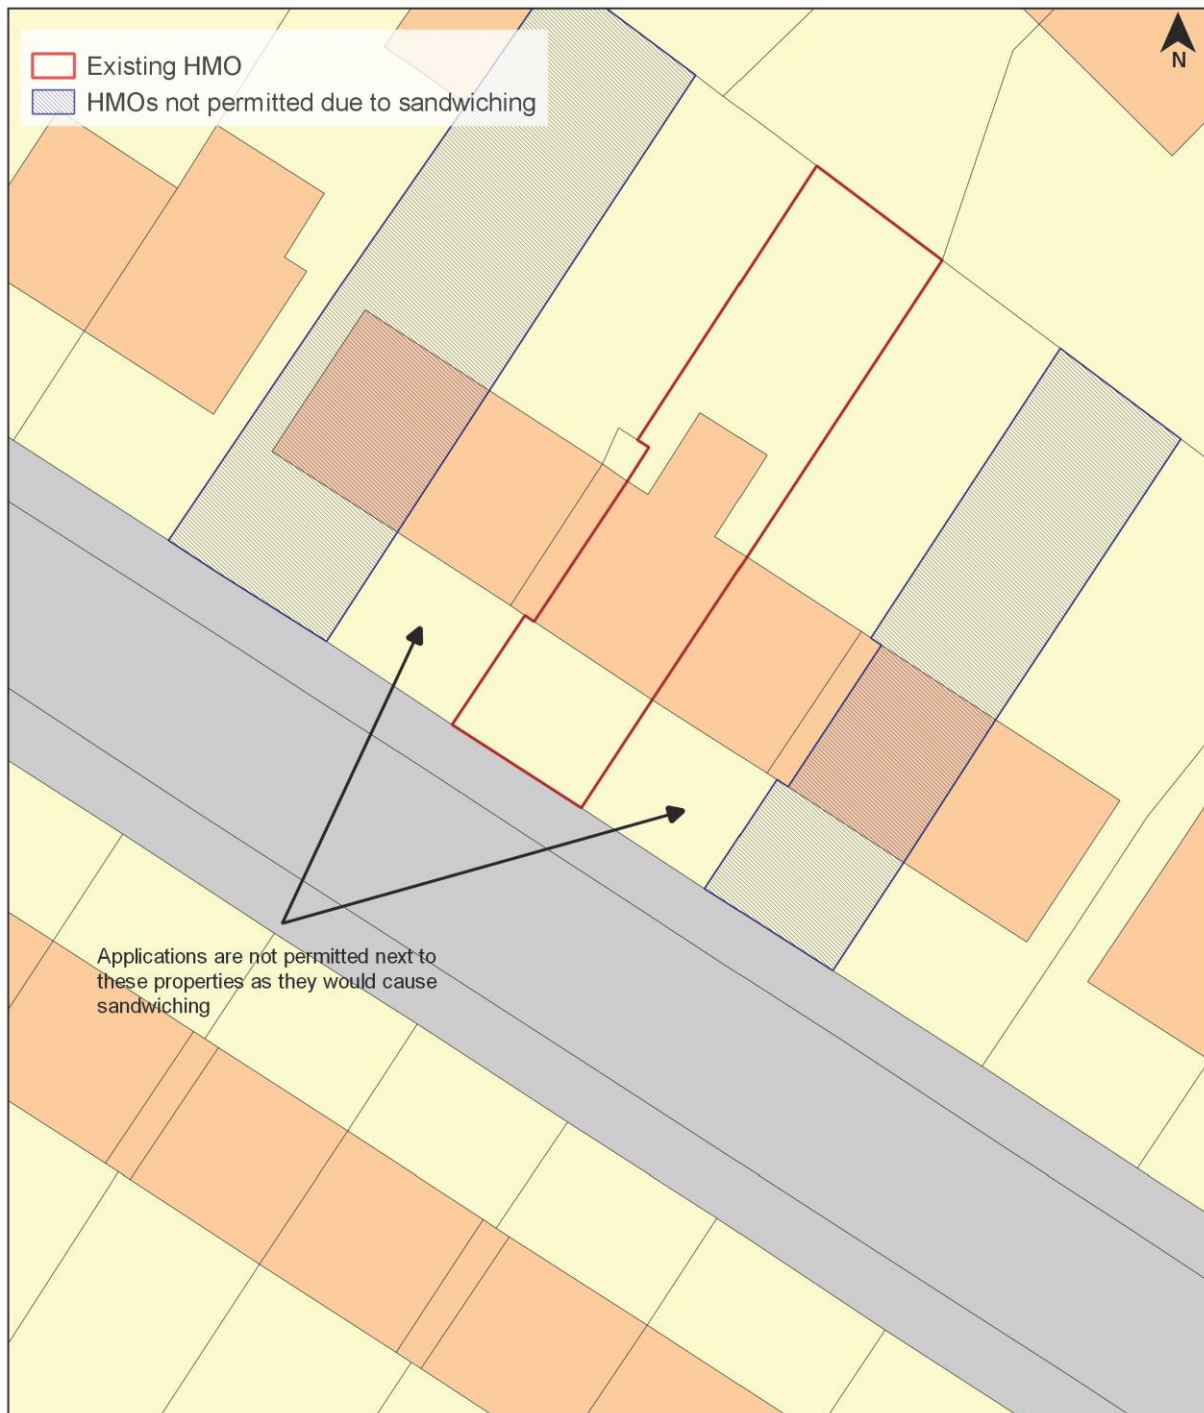 N
Existing HMO
HMOs not permitted due to sandwiching
Applications are not permitted next to
these properties as they would cause
sandwiching